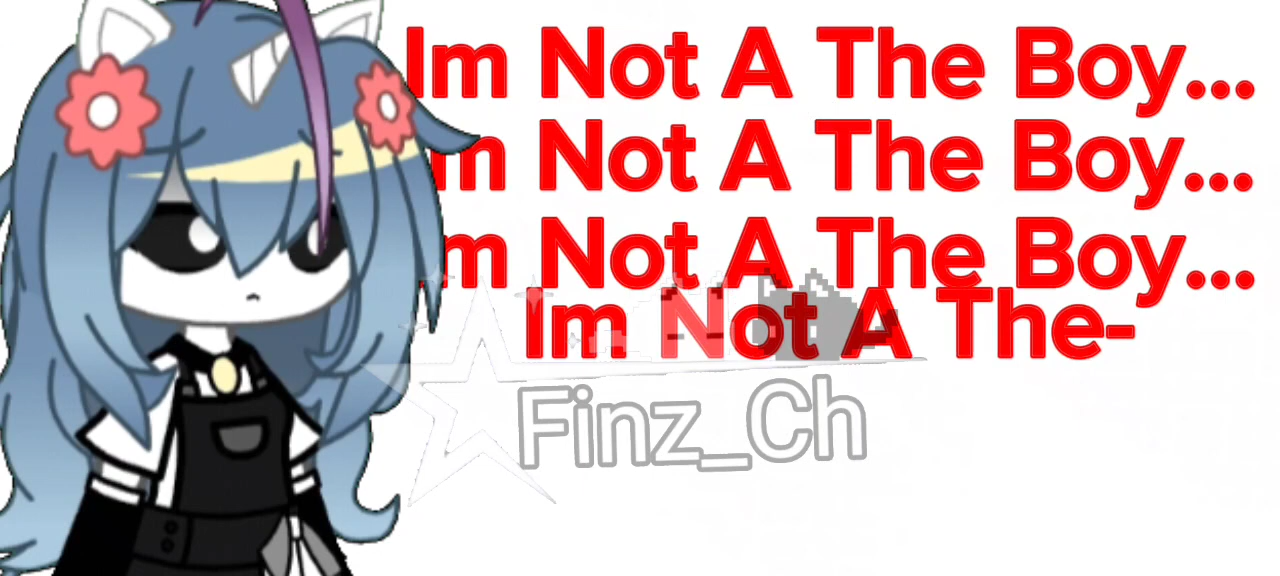 Im Not A The Boy...
Im Not A The Boy...
Im Not A The Boy...
Im Not A The-
Finz_Ch